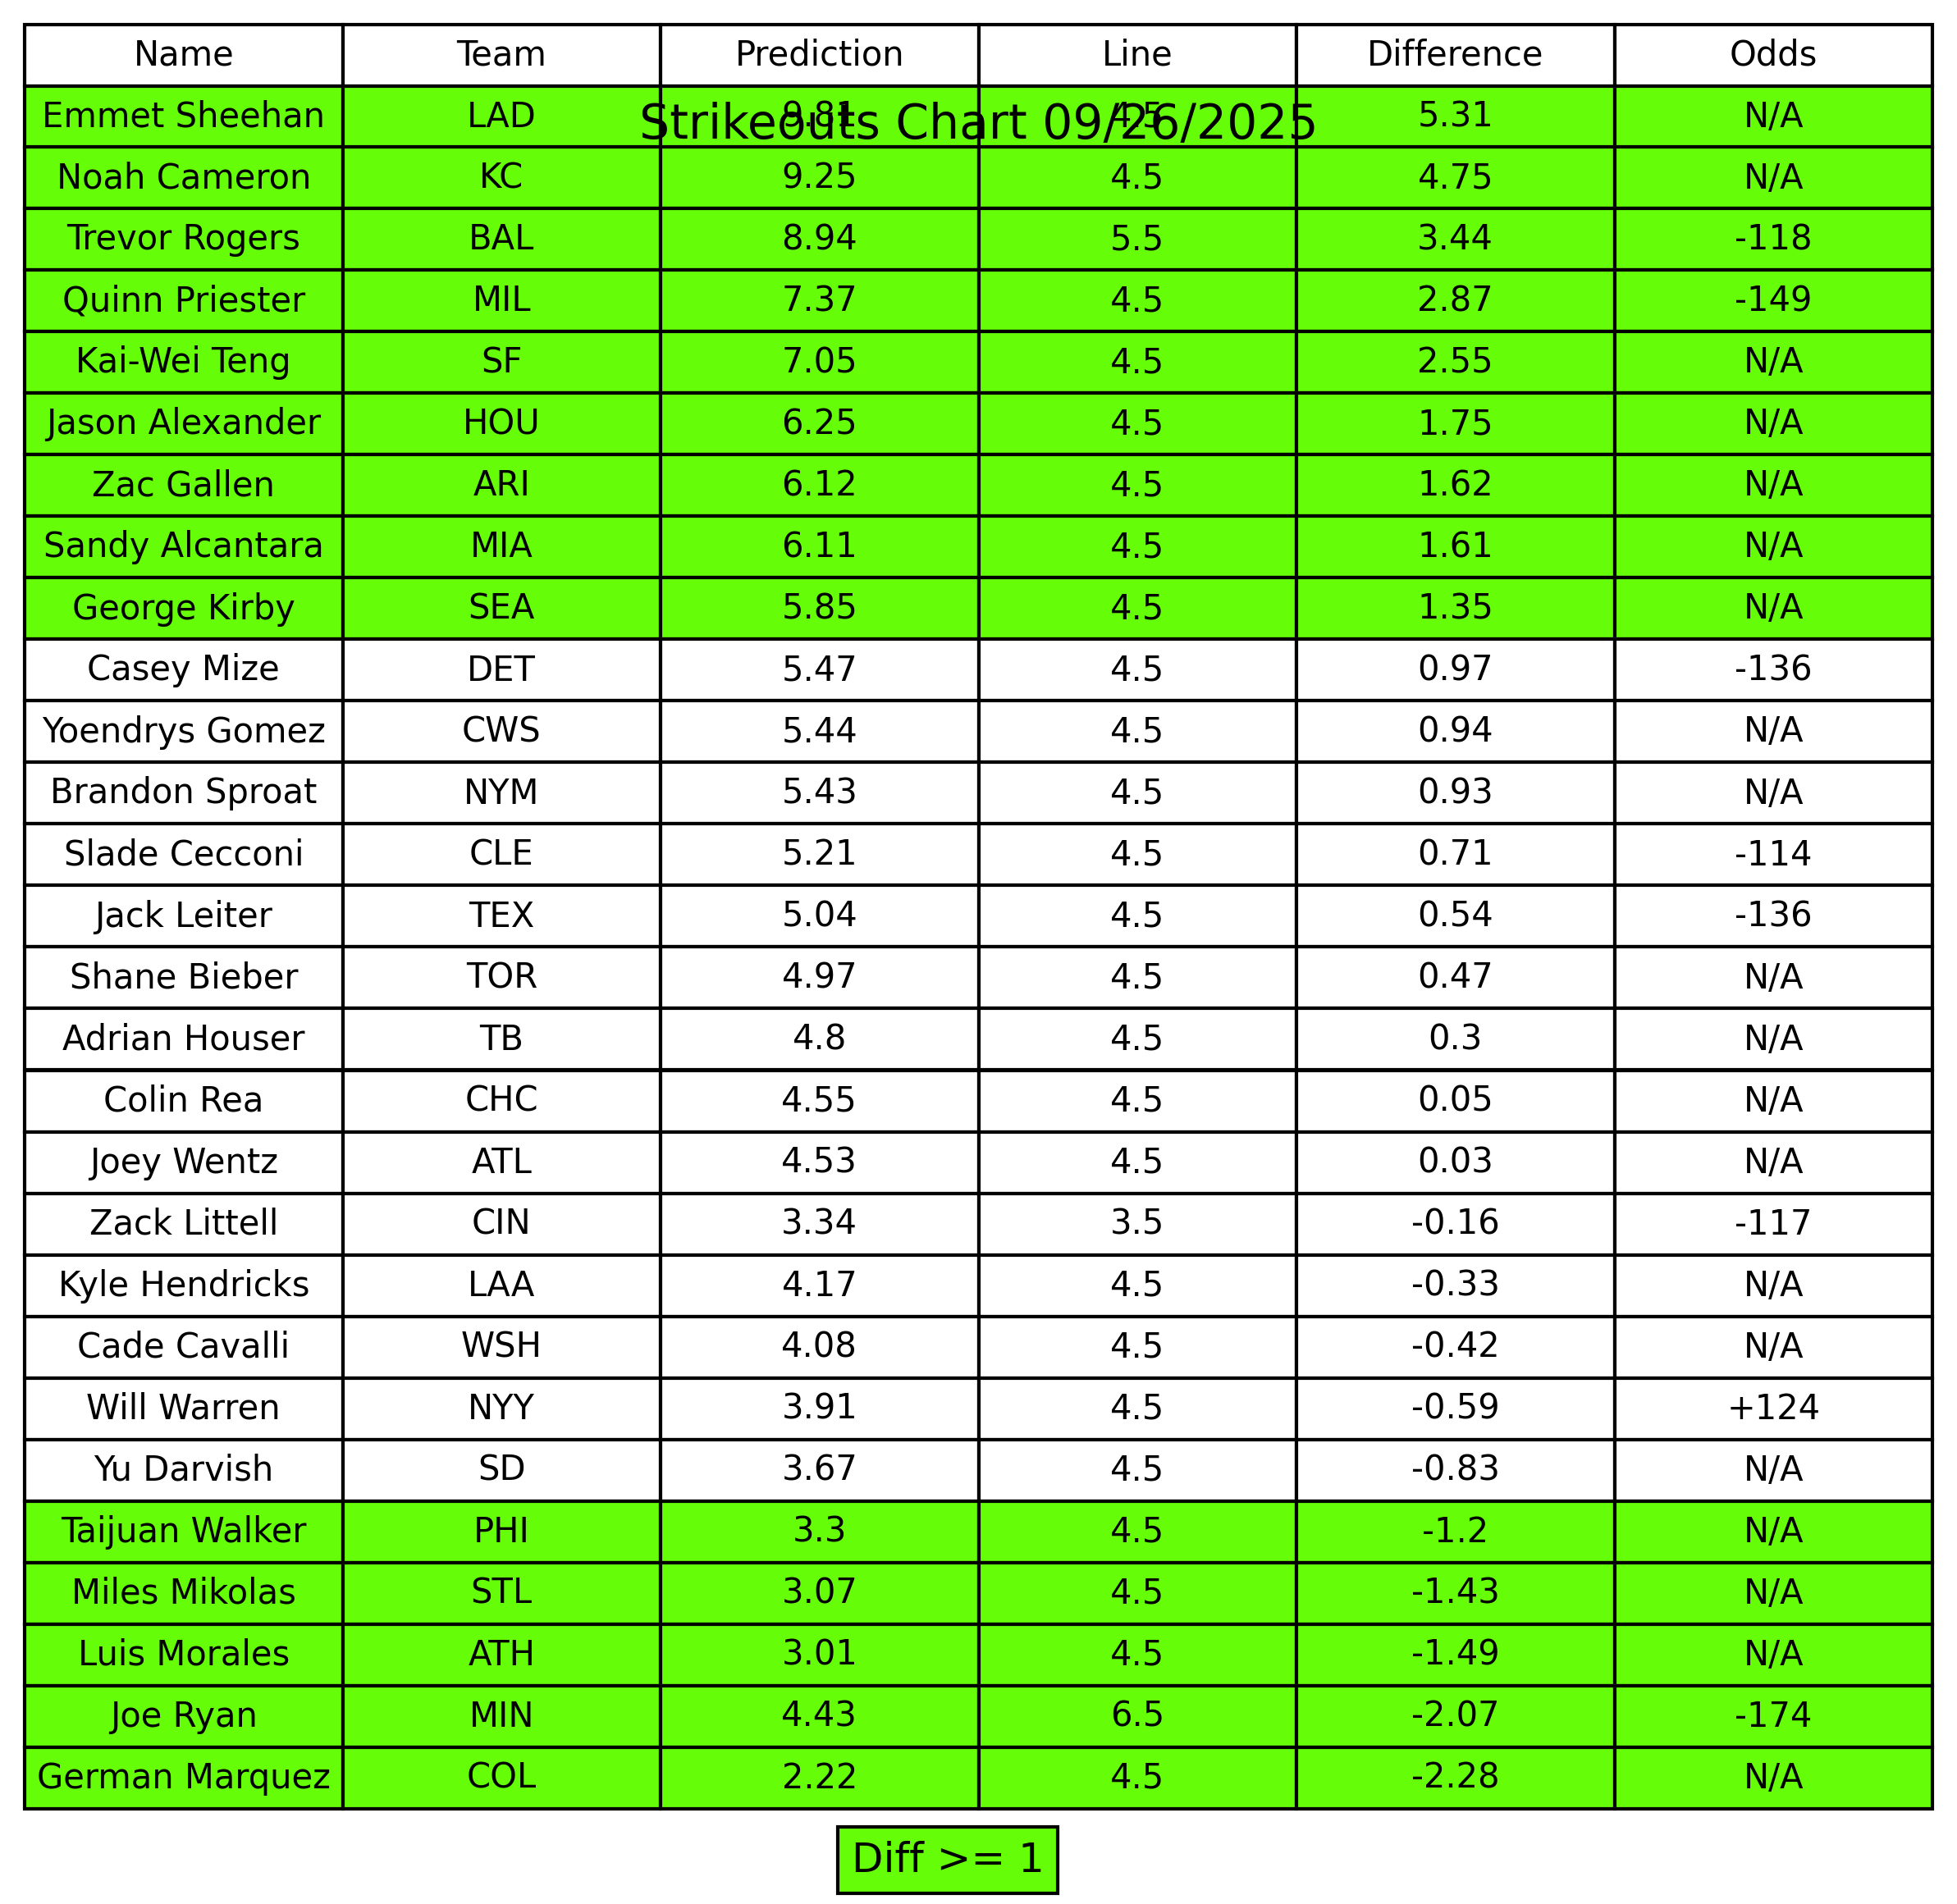 Name Team Prediction Line Difference Odds
Strikeouts Chart 09/26/2025
Emmet Sheehan LAD 9.81 4.5 5.31 N/A
Noah Cameron KC 9.25 4.5 4.75 N/A
Trevor Rogers BAL 8.94 5.5 3.44 -118
Quinn Priester MIL 7.37 4.5 2.87 -149
Kai-Wei Teng SF 7.05 4.5 2.55 N/A
Jason Alexander HOU 6.25 4.5 1.75 N/A
Zac Gallen ARI 6.12 4.5 1.62 N/A
Sandy Alcantara MIA 6.11 4.5 1.61 N/A
George Kirby SEA 5.85 4.5 1.35 N/A
Casey Mize DET 5.47 4.5 0.97 -136
Yoendrys Gomez CWS 5.44 4.5 0.94 N/A
Brandon Sproat NYM 5.43 4.5 0.93 N/A
Slade Cecconi CLE 5.21 4.5 0.71 -114
Jack Leiter TEX 5.04 4.5 0.54 -136
Shane Bieber TOR 4.97 4.5 0.47 N/A
Adrian Houser TB 4.8 4.5 0.3 N/A
Colin Rea CHC 4.55 4.5 0.05 N/A
Joey Wentz ATL 4.53 4.5 0.03 N/A
Zack Littell CIN 3.34 3.5 -0.16 -117
Kyle Hendricks LAA 4.17 4.5 -0.33 N/A
Cade Cavalli WSH 4.08 4.5 -0.42 N/A
Will Warren NYY 3.91 4.5 -0.59 +124
Yu Darvish SD 3.67 4.5 -0.83 N/A
Taijuan Walker PHI 3.3 4.5 -1.2 N/A
Miles Mikolas STL 3.07 4.5 -1.43 N/A
Luis Morales ATH 3.01 4.5 -1.49 N/A
Joe Ryan MIN 4.43 6.5 -2.07 -174
German Marquez COL 2.22 4.5 -2.28 N/A
Diff >= 1